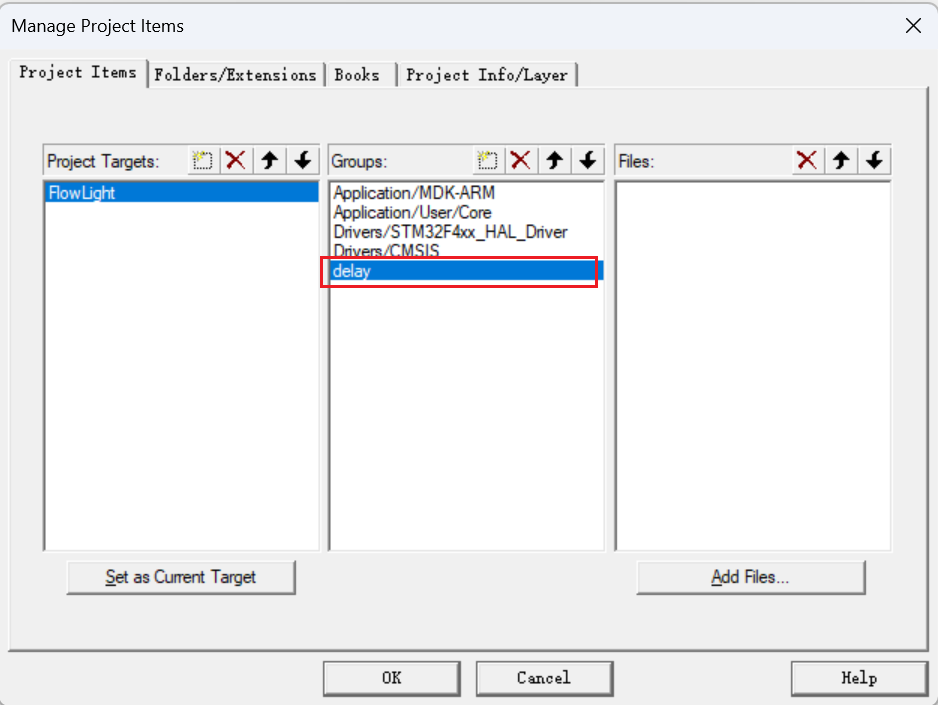 Manage Project Items
Project Items Folders/Extensions Books Project Info/Layer
Project Targets:
FlowLight
Set as Current Target
Groups:
Application/MDK-ARM
Application/User/Core
Drivers/STM32F4xx_HAL_Driver
Drivers/CMSIS
delay
Files:
Add Files...
OK Cancel Help